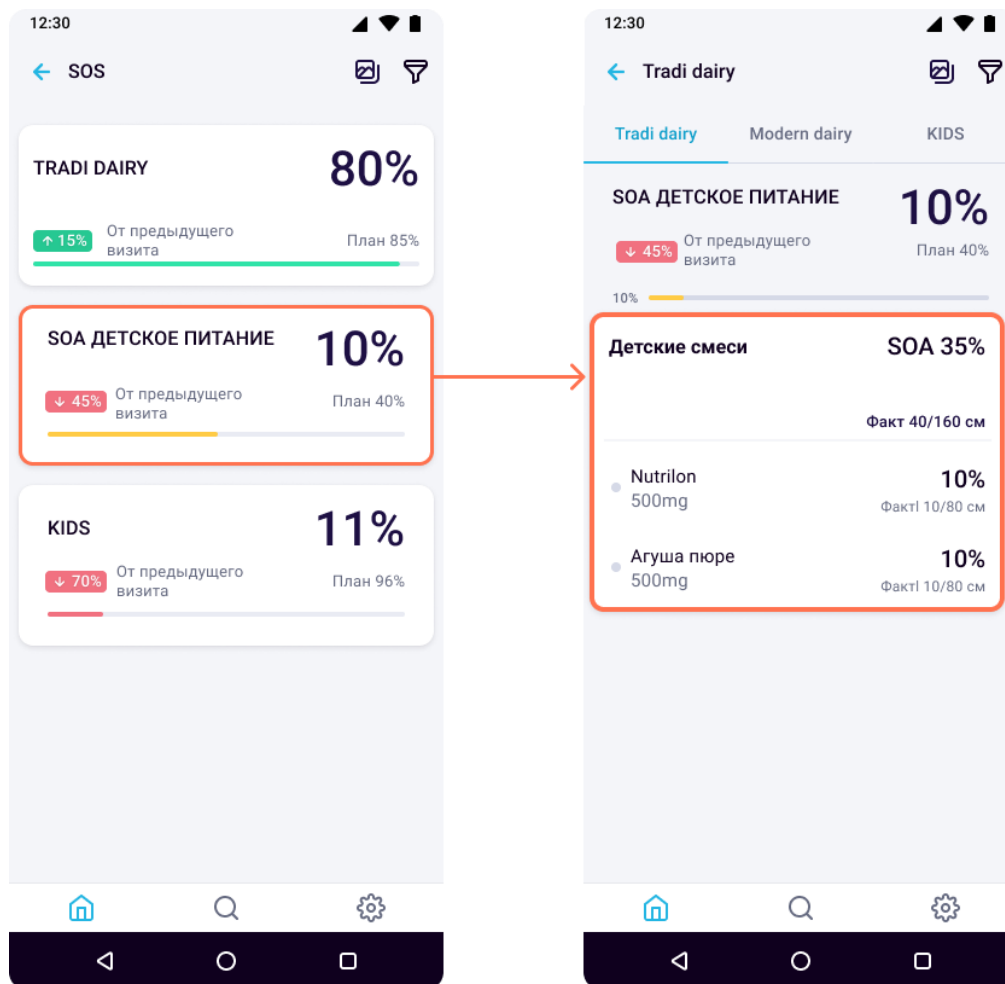 12:30
SOS
TRADI DAIRY
80%
↑ 15%
От предыдущего
визита
План 85%
SOA ДЕТСКОЕ ПИТАНИЕ
10%
↓ 45%
От предыдущего
визита
План 40%
KIDS
11%
↓ 70%
От предыдущего
визита
План 96%
12:30
Tradi dairy
Tradi dairy Modern dairy KIDS
SOA ДЕТСКОЕ ПИТАНИЕ
10%
↓ 45%
От предыдущего
визита
План 40%
10%
Детские смеси SOA 35%
Факт 40/160 см
Nutrilon 10%
500mg Фактl 10/80 см
Агуша пюре 10%
500mg Фактl 10/80 см